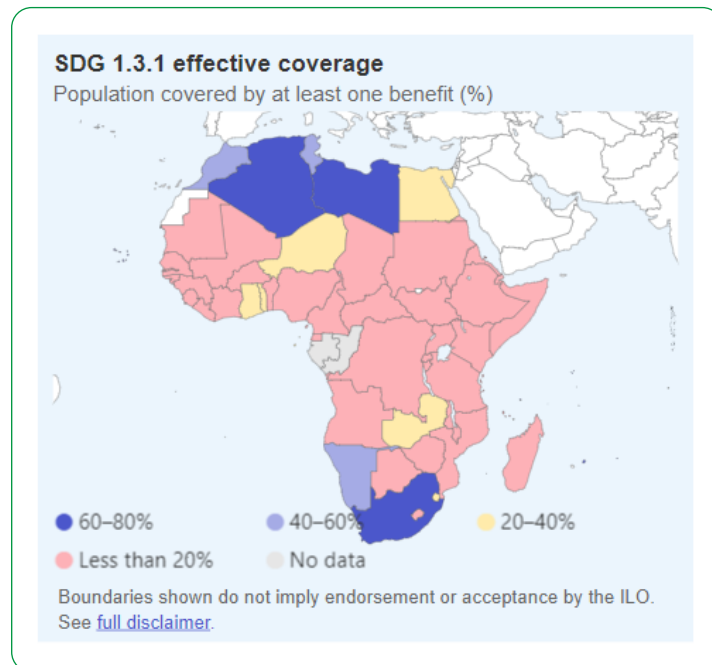 SDG 1.3.1 effective coverage
Population covered by at least one benefit (%)
60–80%
40–60%
20–40%
Less than 20%
No data
Boundaries shown do not imply endorsement or acceptance by the ILO.
See full disclaimer.